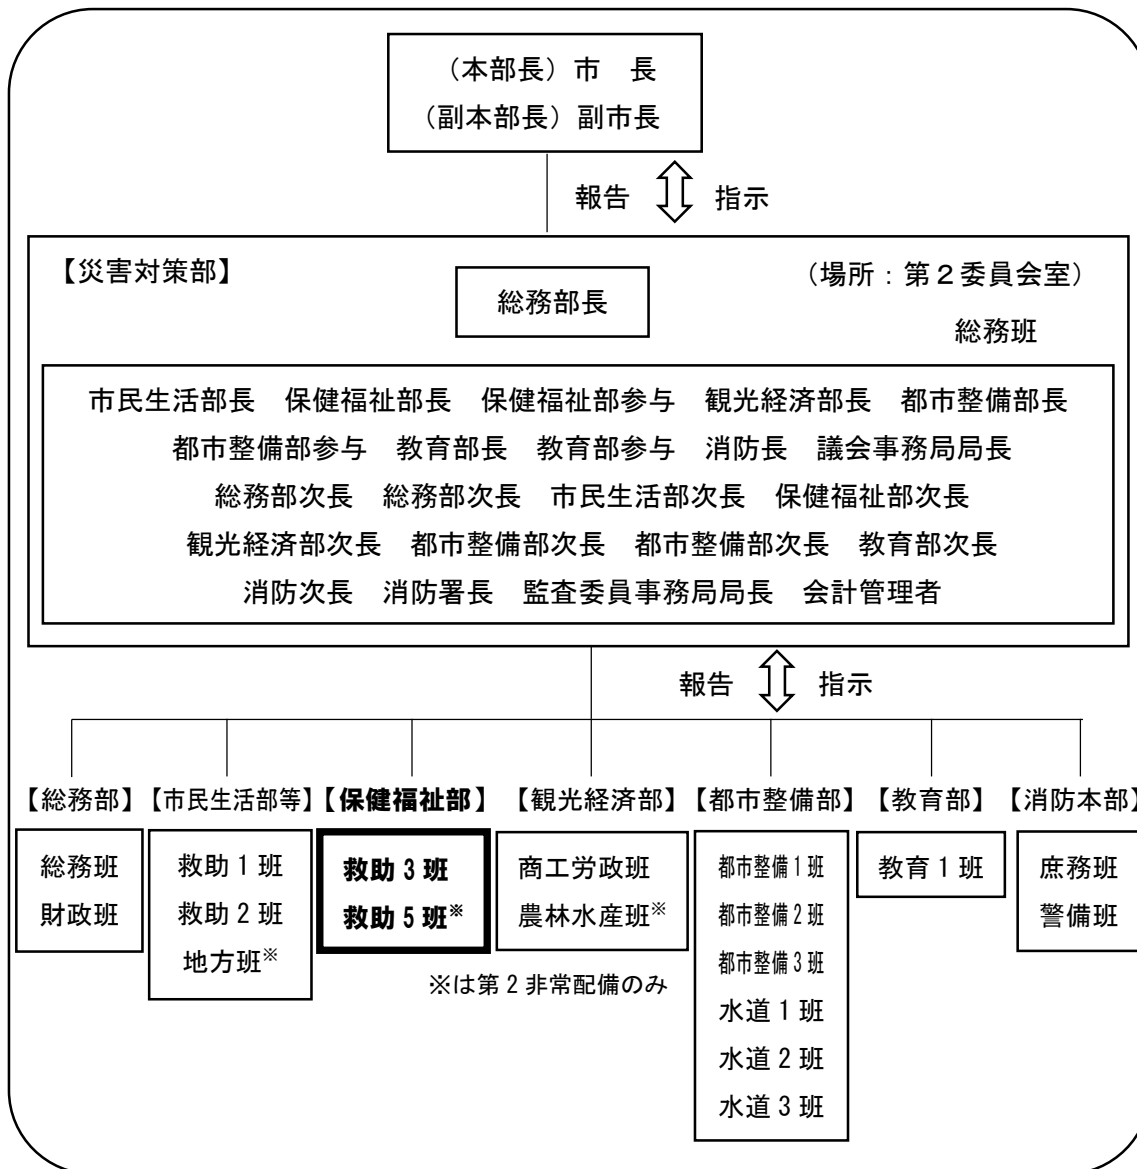 （本部長）市　長
（副本部長）副市長
報告　指示
【災害対策部】
（場所：第２委員会室）
総務部長
総務班
市民生活部長　保健福祉部長　保健福祉部参与　観光経済部長　都市整備部長
都市整備部参与　教育部長　教育部参与　消防長　議会事務局局長
総務部次長　総務部次長　市民生活部次長　保健福祉部次長
観光経済部次長　都市整備部次長　都市整備部次長　教育部次長
消防次長　消防署長　監査委員事務局局長　会計管理者
報告　指示
【総務部】
総務班
財政班
【市民生活部等】
救助１班
救助２班
地方班※
【保健福祉部】
救助３班
救助５班※
【観光経済部】
商工労政班
農林水産班※
※は第２非常配備のみ
【都市整備部】
都市整備１班
都市整備２班
都市整備３班
水道１班
水道２班
水道３班
【教育部】
教育１班
【消防本部】
庶務班
警備班